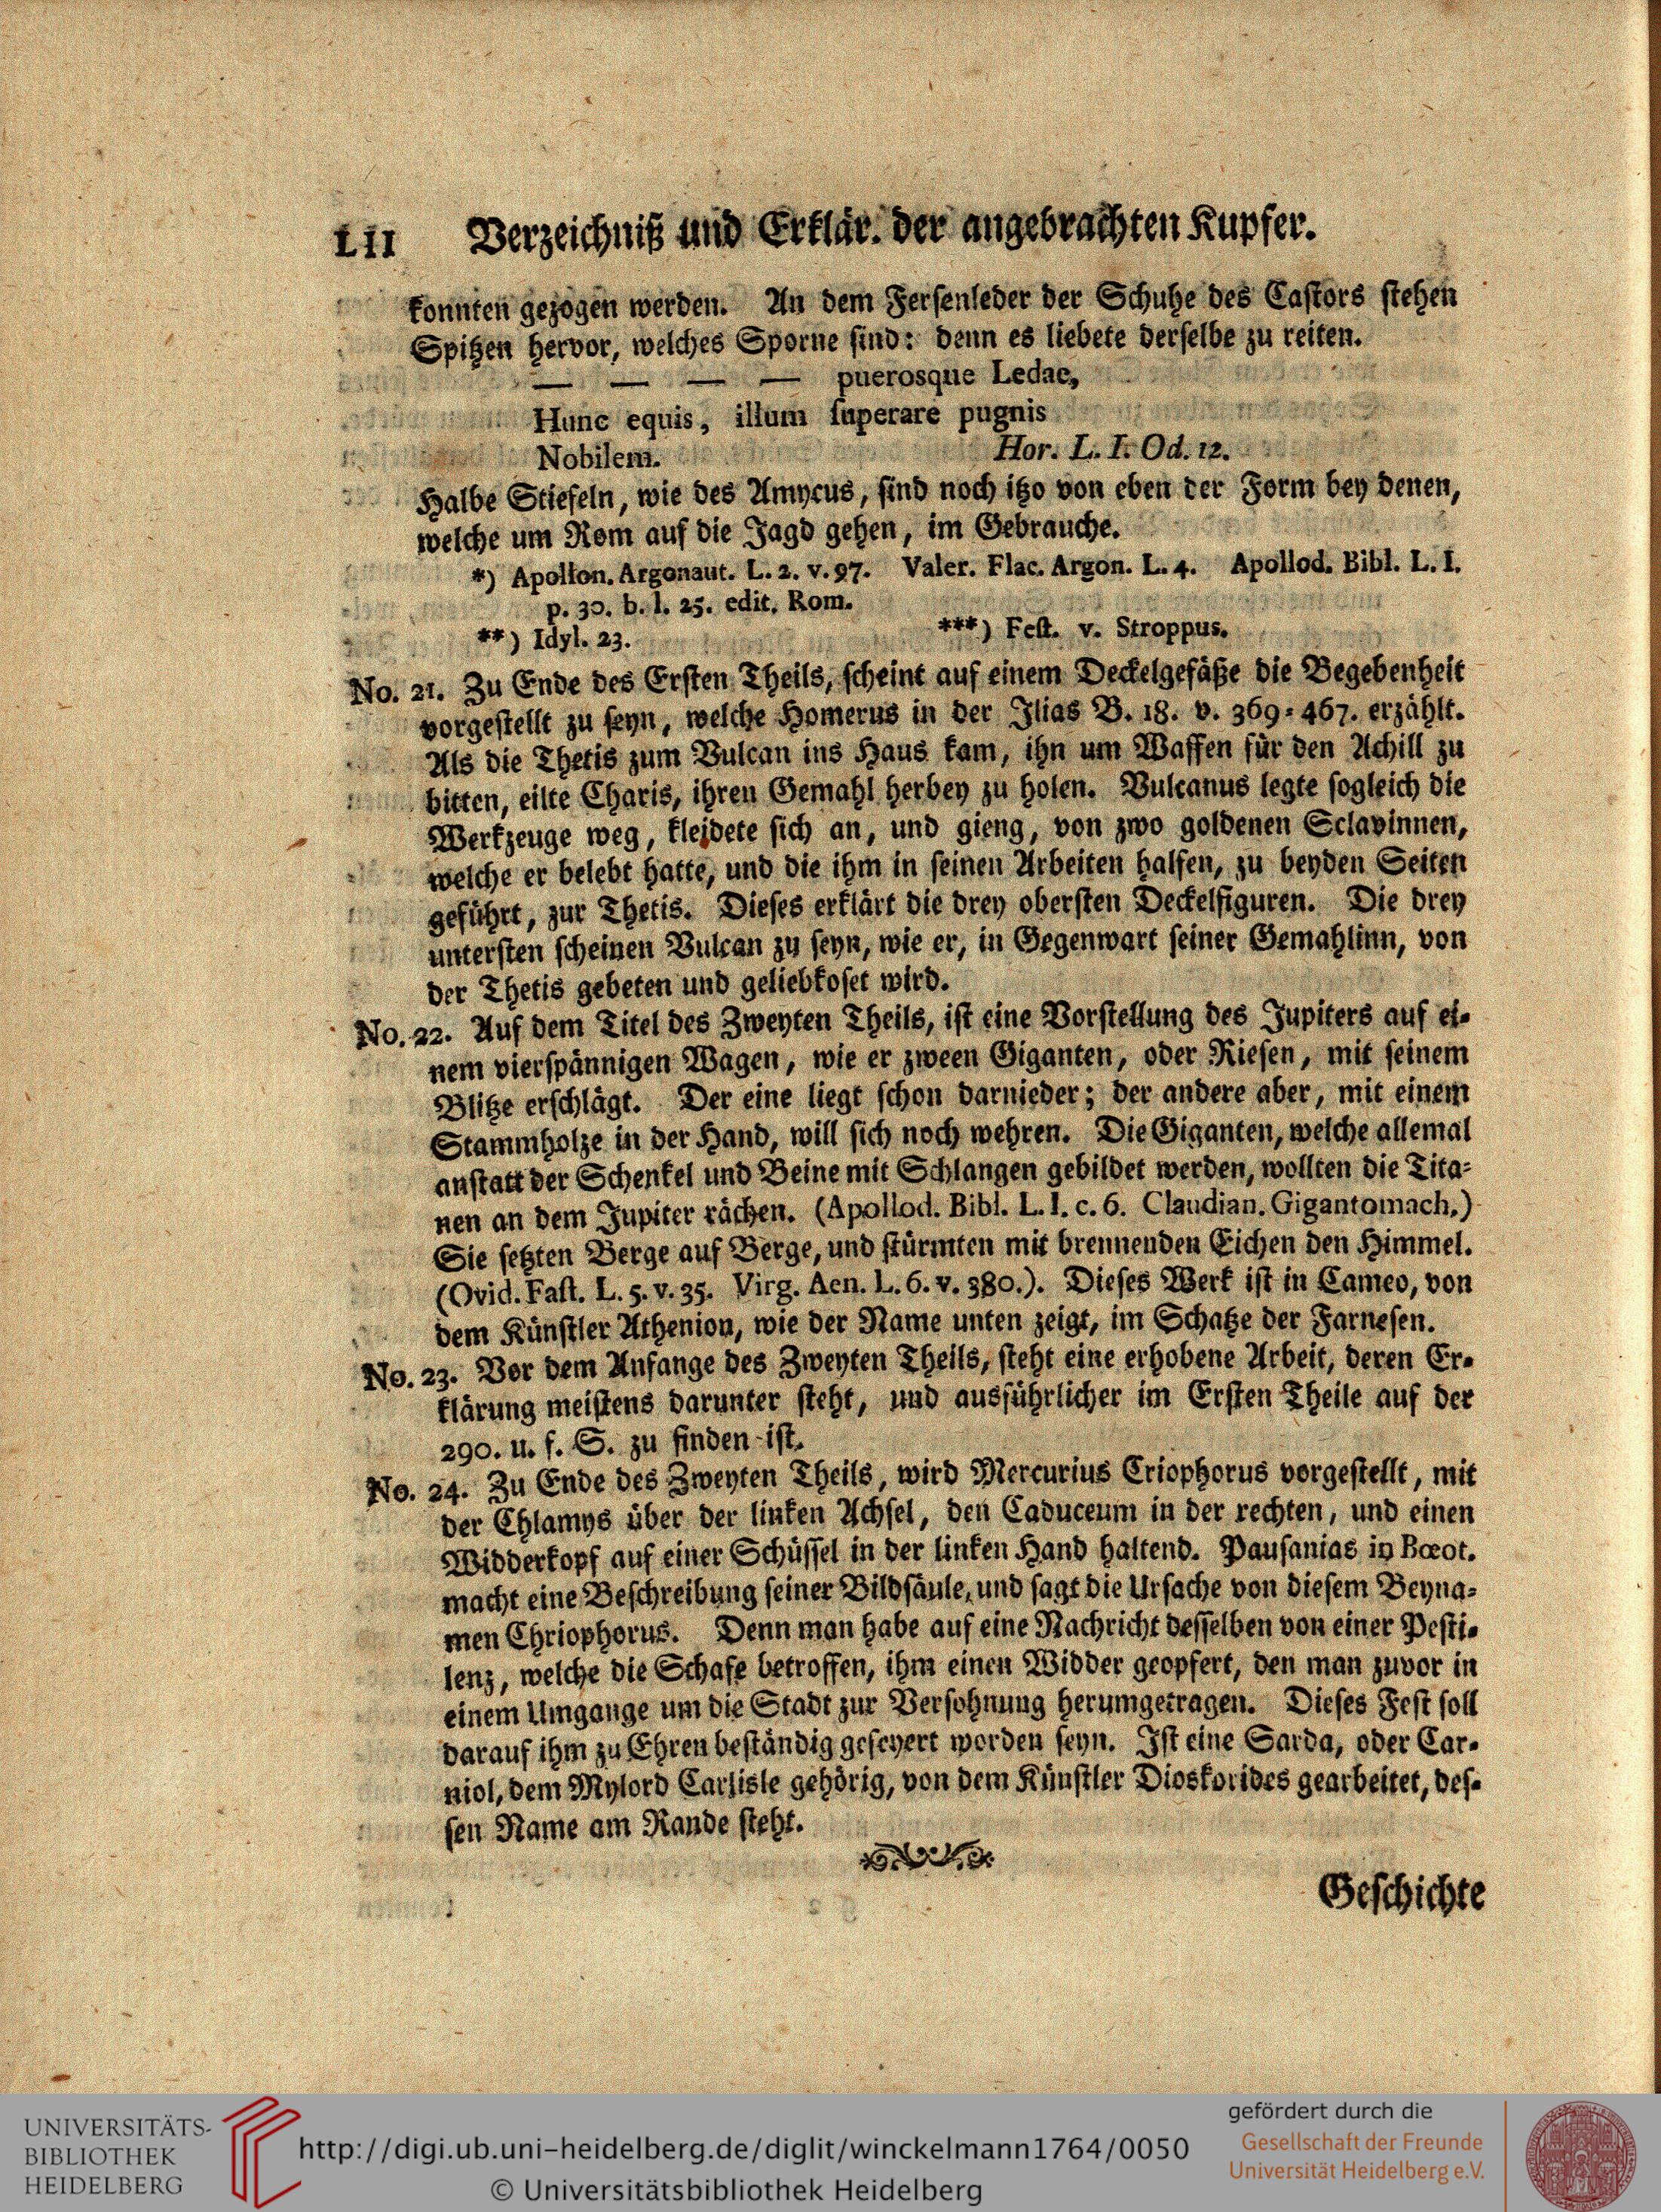 LII Verzeichniß und Erklär. der angebrachten Kupfer.
konnten gezogen werden. An dem Fersenleder der Schuhe des Castors stehen
Spitzen hervor, welches Sporne sind: denn es liebete derselbe zu reiten.
— — — — puerosque Ledae,
Hunc equis, illum ſuperare pugnis
Nobilem. Hor. L. I. Od. 12.
Halbe Stiefeln, wie des Amycus, sind noch itzo von eben der Form bey denen,
welche um Rom auf die Jagd gehen, im Gebrauche.
*) Apollon. Argonaut. L. 2. v. 97. Valer. Flac. Argon. L. 4. Apollod. Bibl. L. I.
p. 30. b. l. 25. edit. Rom.
**) Idyl. 23. ***) Feſt. v. Stroppus.
No. 21. Zu Ende des Ersten Theils, scheint auf einem Deckelgefäße die Begebenheit
vorgestellt zu seyn, welche Homerus in der Ilias B. 18. v. 369-467. erzählt.
Als die Thetis zum Vulcan ins Haus kam, ihn um Waffen für den Achill zu
bitten, eilte Charis, ihren Gemahl herbey zu holen. Vulcanus legte sogleich die
Werkzeuge weg, kleidete sich an, und gieng, von zwo goldenen Sclavinnen,
welche er belebt hatte, und die ihm in seinen Arbeiten halfen, zu beyden Seiten
geführt, zur Thetis. Dieses erklärt die drey obersten Deckelfiguren. Die drey
untersten scheinen Vulcan zu seyn, wie er, in Gegenwart seiner Gemahlinn, von
der Thetis gebeten und geliebkoset wird.
No. 22. Auf dem Titel des Zweyten Theils, ist eine Vorstellung des Jupiters auf ei-
nem vierspännigen Wagen, wie er zween Giganten, oder Riesen, mit seinem
Blitze erschlägt. Der eine liegt schon darnieder; der andere aber, mit einem
Stammholze in der Hand, will sich noch wehren. Die Giganten, welche allemal
anstatt der Schenkel und Beine mit Schlangen gebildet werden, wollten die Tita-
nen an dem Jupiter rächen. (Apollod. Bibl. L. I. c. 6. Claudian. Gigantomach.)
Sie setzten Berge auf Berge, und stürmten mit brennenden Eichen den Himmel.
(Ovid. Faſt. L. 5. v. 35. Virg. Aen. L. 6. v. 380.). Dieses Werk ist in Cameo, von
dem Künstler Athenion, wie der Name unten zeigt, im Schatze der Farnesen.
No. 23. Vor dem Anfange des Zweyten Theils, steht eine erhobene Arbeit, deren Er-
klärung meistens darunter steht, und ausführlicher im Ersten Theile auf der
290. u. f. S. zu finden ist.
No. 24. Zu Ende des Zweyten Theils, wird Mercurius Criophorus vorgestellt, mit
der Chlamys über der linken Achsel, den Caduceum in der rechten, und einen
Widderkopf auf einer Schüssel in der linken Hand haltend. Pausanias in Bœot.
macht eine Beschreibung seiner Bildsäule, und sagt die Ursache von diesem Beyna-
men Chriophorus. Denn man habe auf eine Nachricht desselben von einer Pesti-
lenz, welche die Schafe betroffen, ihm einen Widder geopfert, den man zuvor in
einem Umgange um die Stadt zur Versohnung herumgetragen. Dieses Fest soll
darauf ihm zu Ehren beständig gefeyert worden seyn. Ist eine Sarda, oder Car-
niol, dem Mylord Carlisle gehörig, von dem Künstler Dioskorides gearbeitet, des-
sen Name am Rande steht.
Geschichte
UNIVERSITÄTS-
BIBLIOTHEK
HEIDELBERG
http://digi.ub.uni-heidelberg.de/diglit/winckelmann1764/0050
© Universitätsbibliothek Heidelberg
gefördert durch die
Gesellschaft der Freunde
Universität Heidelberg e.V.